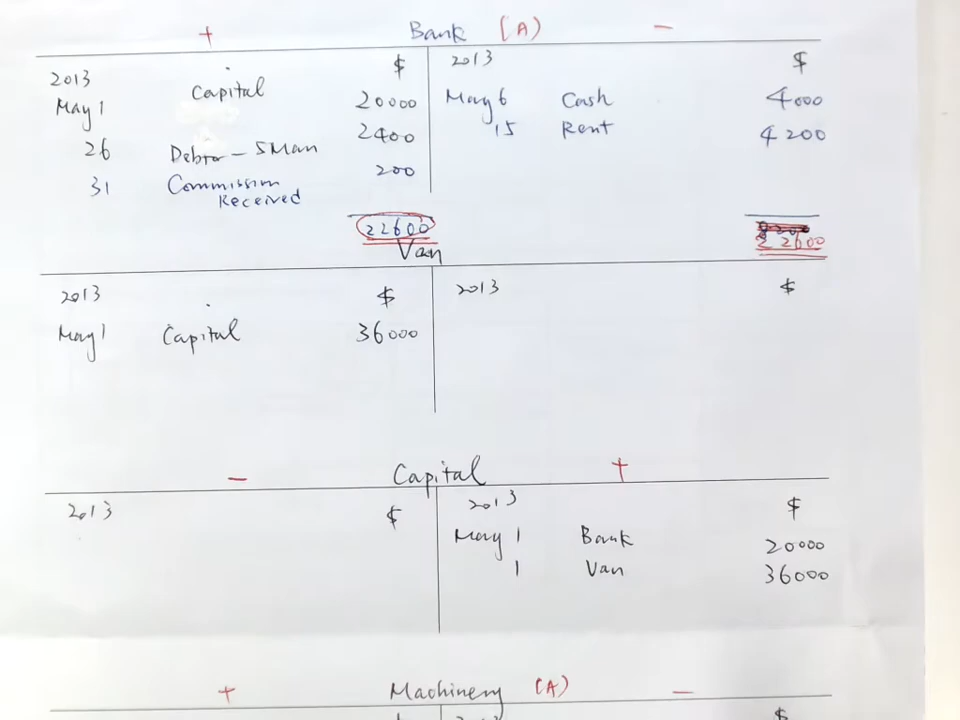 + Bank (A) -
2013 $ 2013 $
May 1 Capital 20000 May 6 Cash 4000
26 Debtor - SMan 2400 15 Rent 4200
31 Commission Received 200
22600 22600
Van
2013 $ 2013 $
May 1 Capital 36000
- Capital +
2013 $ 2013 $
May 1 Bank 20000
1 Van 36000
+ Machinery (A) -
$